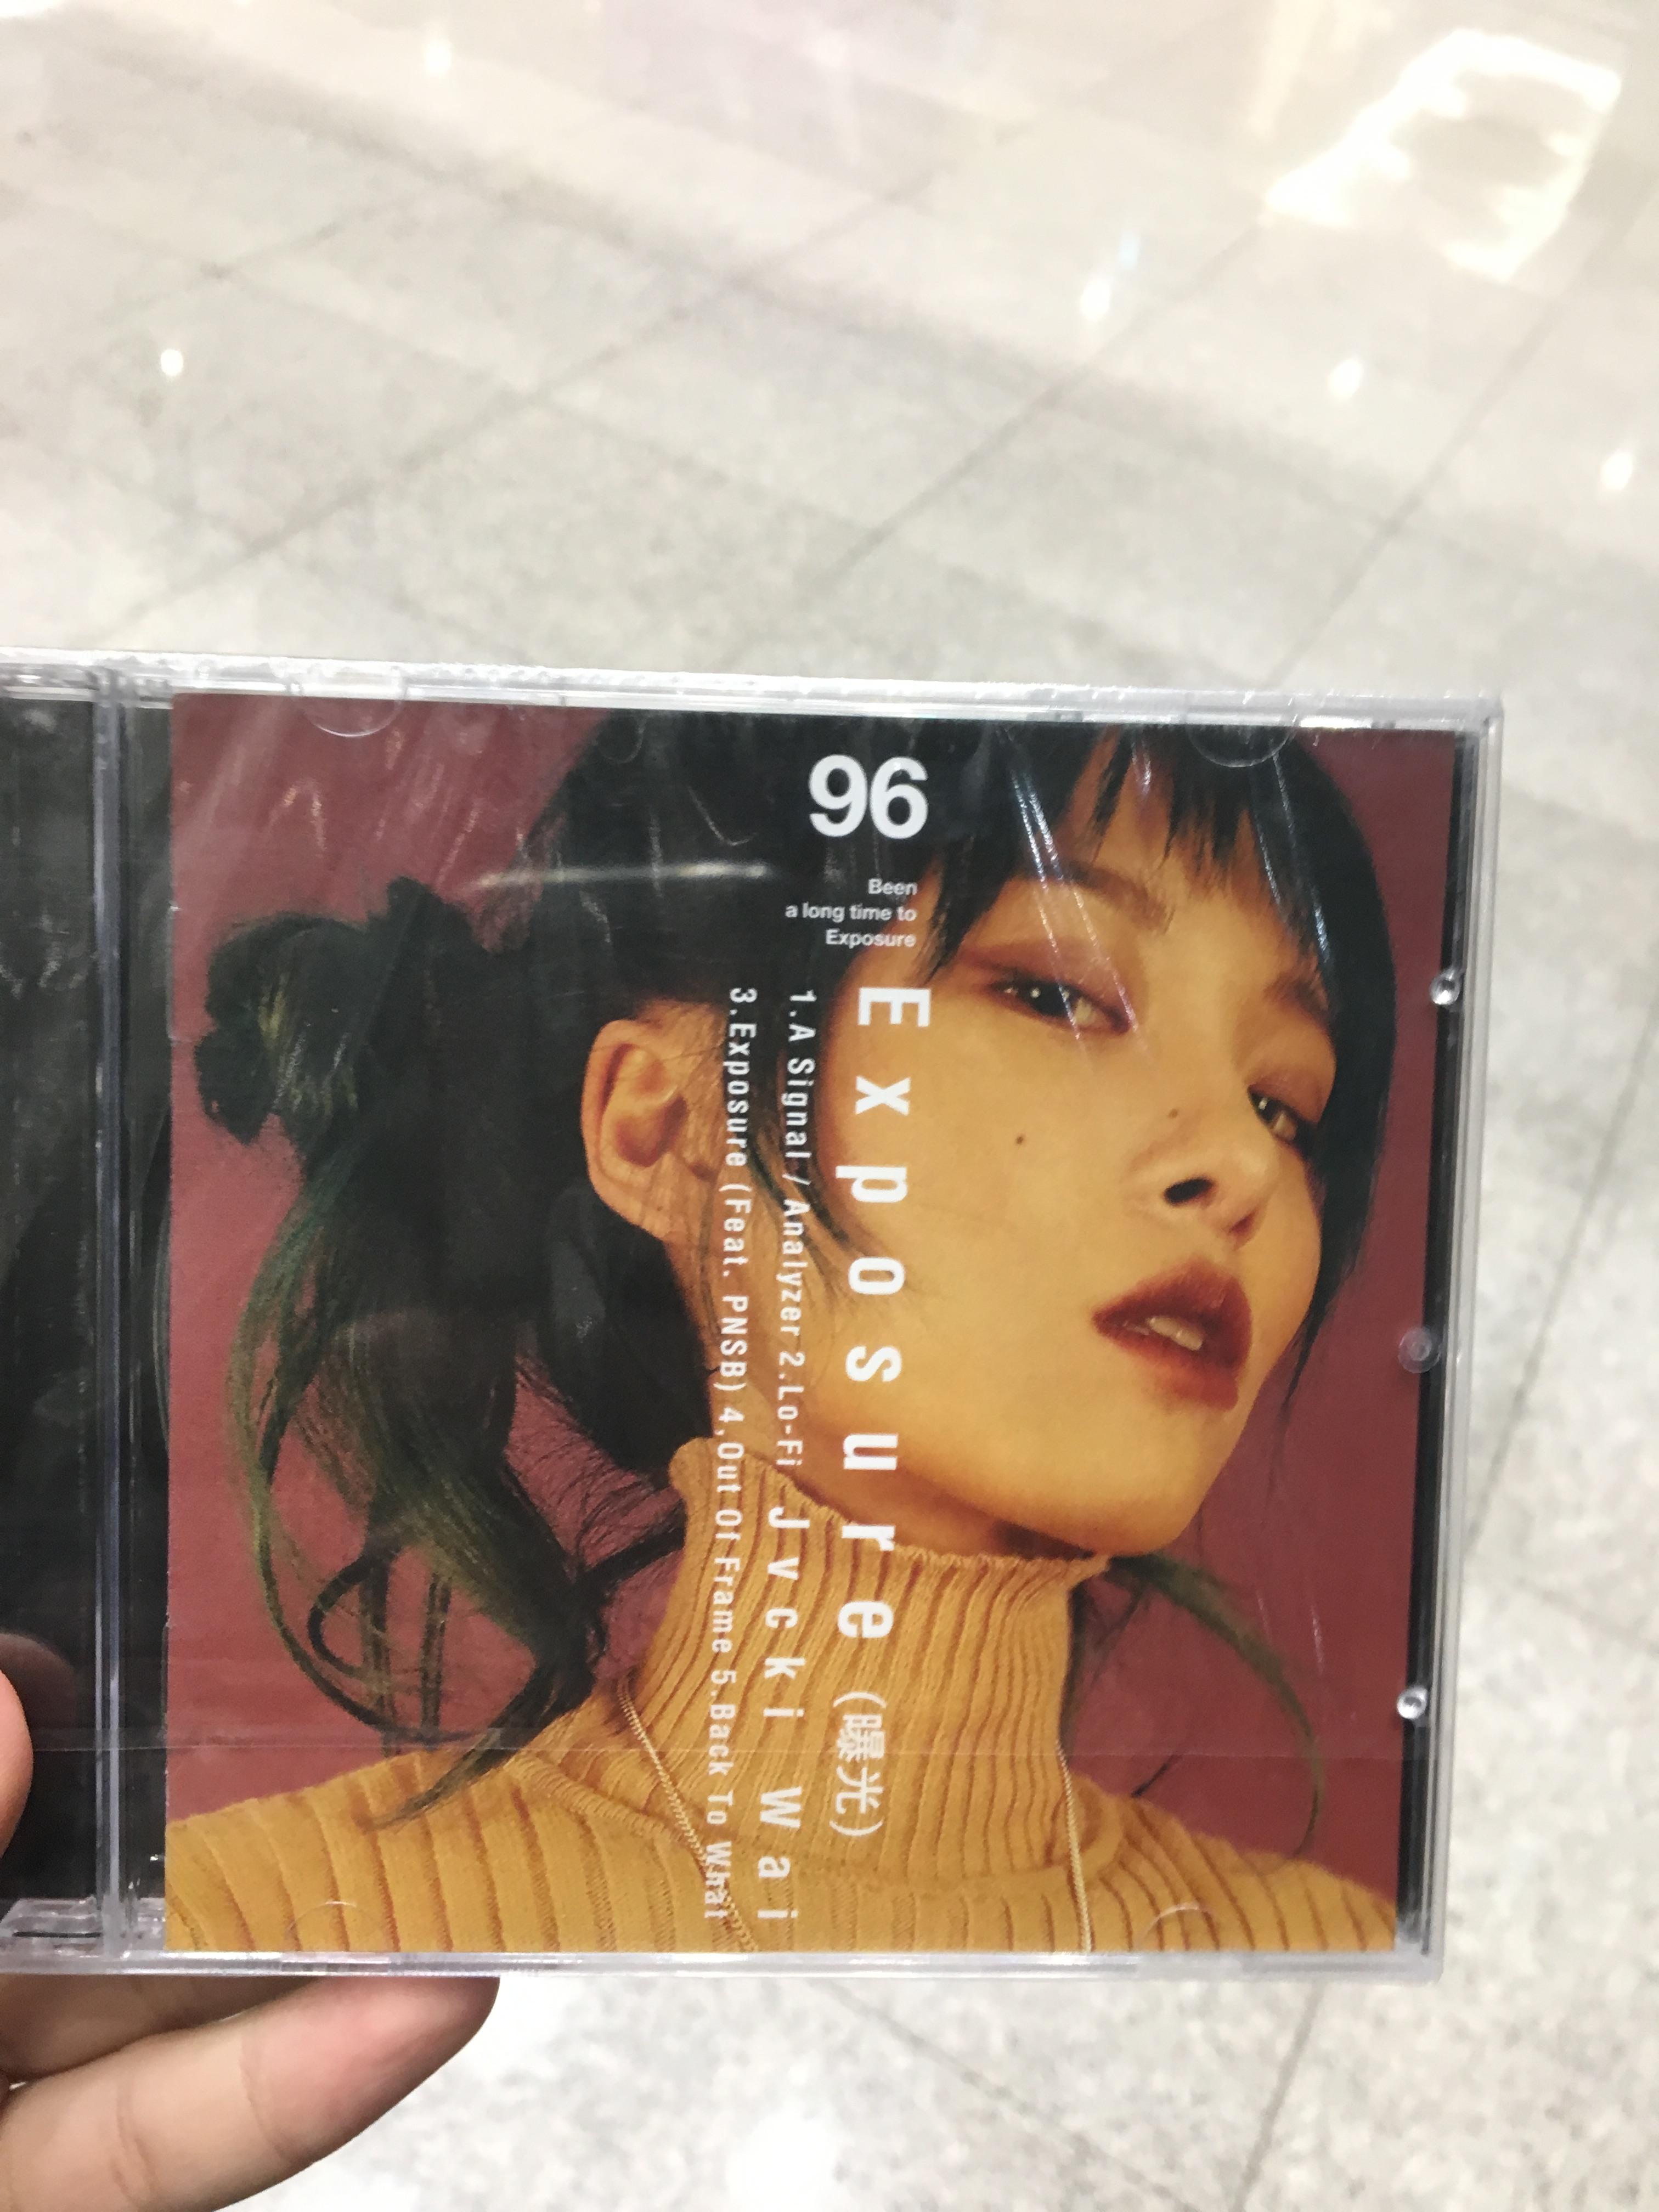 96
Been
a long time to
Exposure
Exposure (曝光)
1.A Signal / Analyzer 2.Lo-Fi Jvcki Wai
3.Exposure (Feat. PNSB) 4.Out Of Frame 5.Back To What